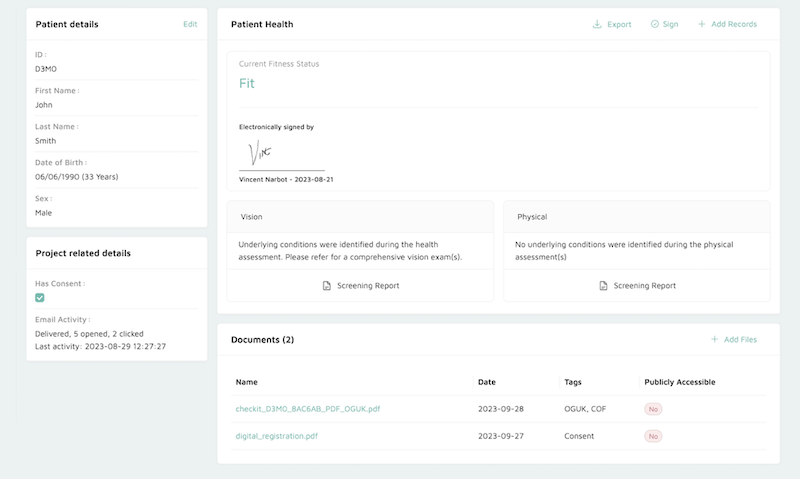 Patient details
Edit
ID :
D3M0
First Name :
John
Last Name :
Smith
Date of Birth :
06/06/1990 (33 Years)
Sex :
Male
Project related details
Has Consent :
Email Activity :
Delivered, 5 opened, 2 clicked
Last activity: 2023-08-29 12:27:27
Patient Health
Export
Sign
Add Records
Current Fitness Status
Fit
Electronically signed by
Vincent Narbot - 2023-08-21
Vision
Underlying conditions were identified during the health
assessment. Please refer for a comprehensive vision exam(s).
Screening Report
Physical
No underlying conditions were identified during the physical
assessment(s)
Screening Report
Documents (2)
Add Files
Name Date Tags Publicly Accessible
checkit_D3M0_8AC6AB_PDF_OGUK.pdf 2023-09-28 OGUK, COF No
digital_registration.pdf 2023-09-27 Consent No